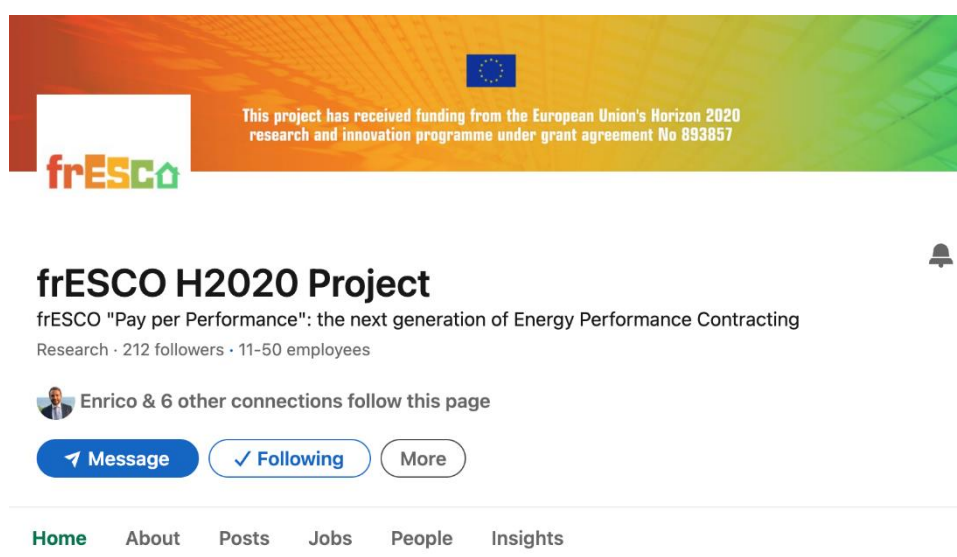 This project has received funding from the European Union's Horizon 2020
research and innovation programme under grant agreement No 893857
frESCO
frESCO H2020 Project
frESCO "Pay per Performance": the next generation of Energy Performance Contracting
Research · 212 followers · 11-50 employees
Enrico & 6 other connections follow this page
Message
Following
More
Home About Posts Jobs People Insights